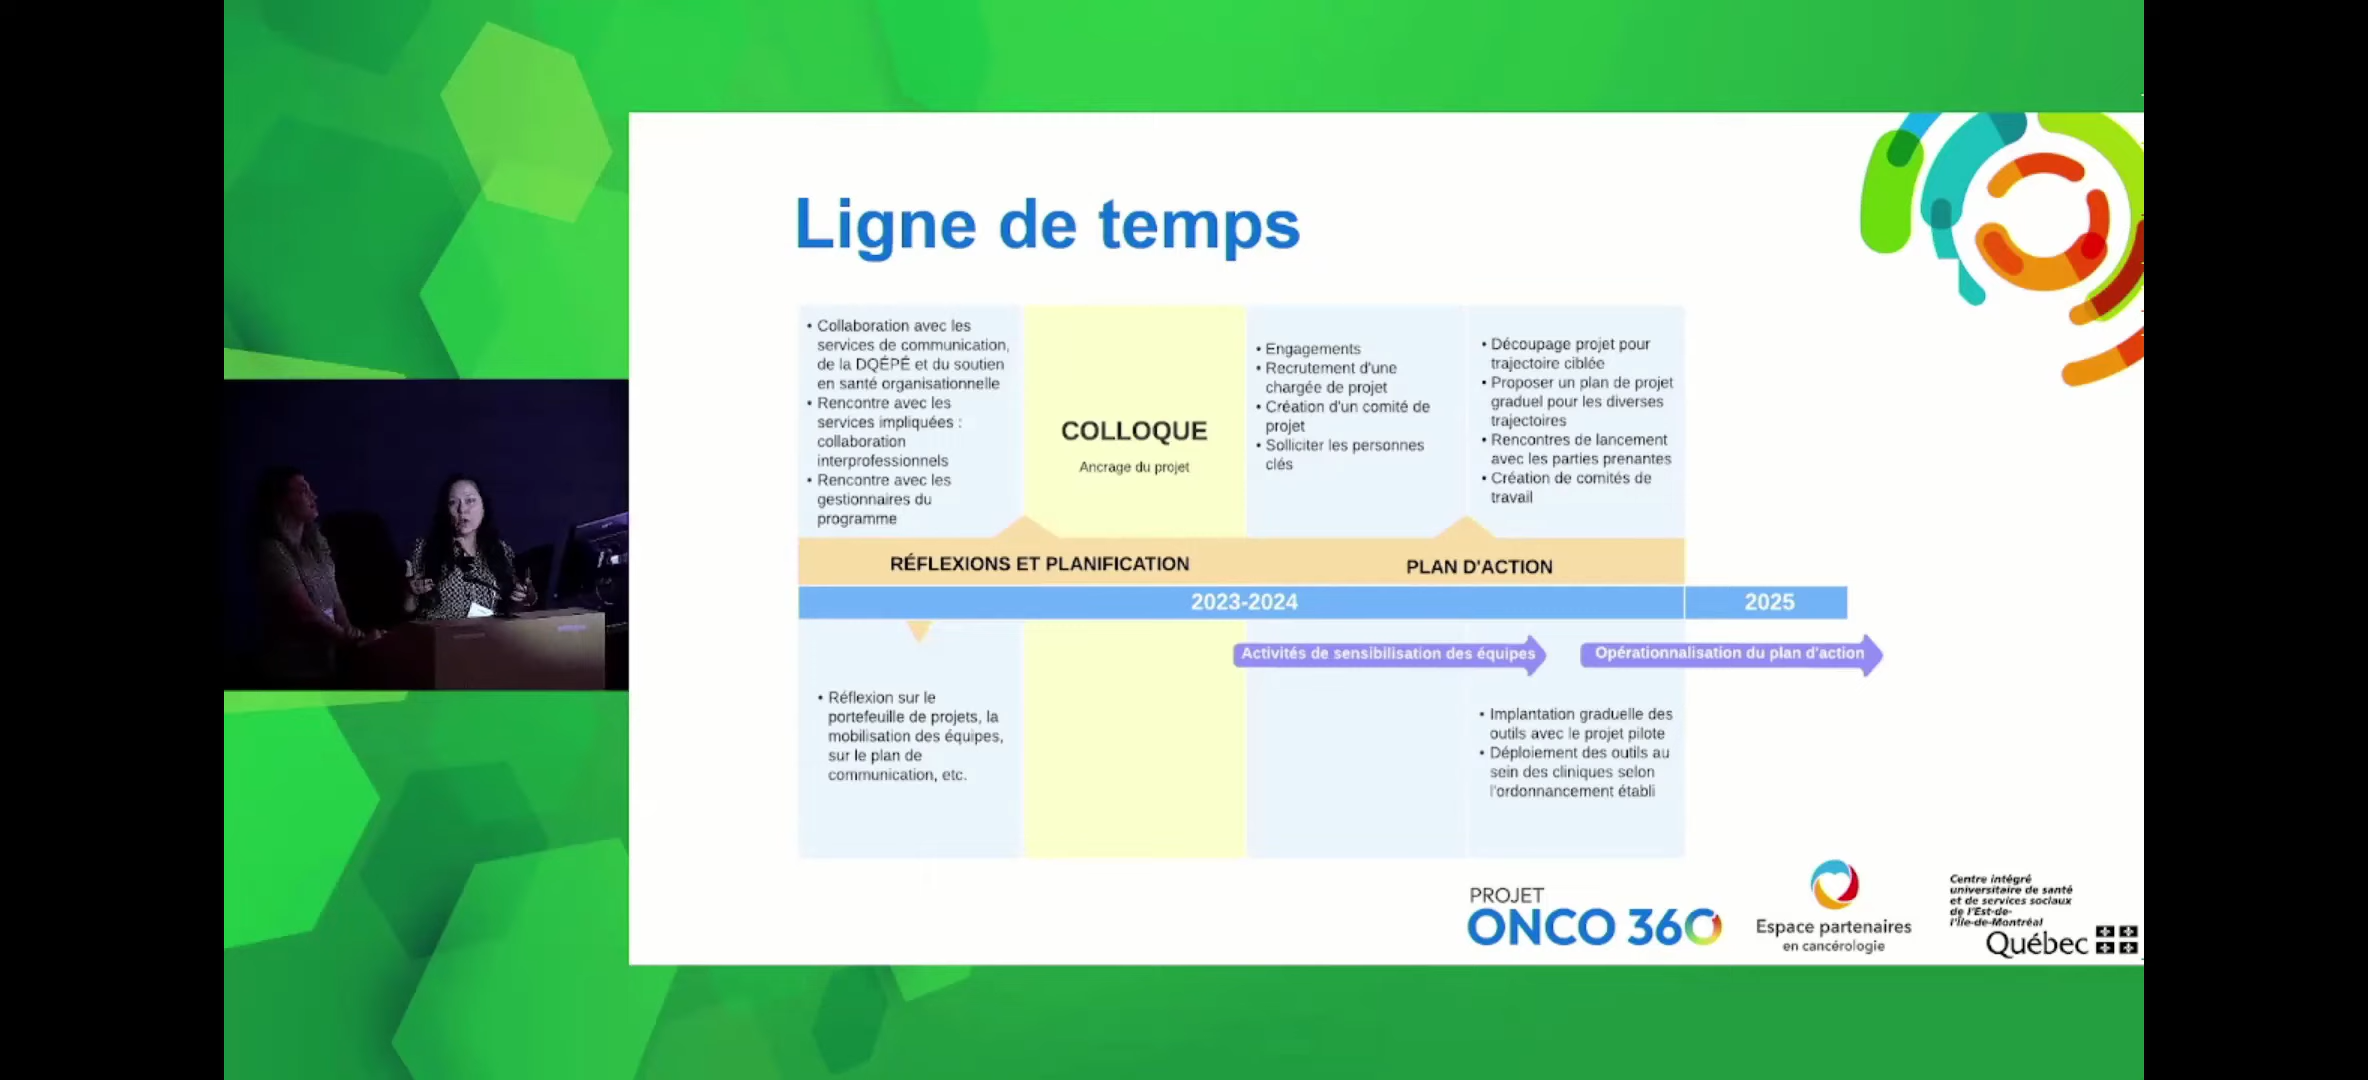 Ligne de temps
• Collaboration avec les
services de communication,
de la DQÉPÉ et du soutien
en santé organisationnelle
• Rencontre avec les
services impliquées :
collaboration
interprofessionnels
• Rencontre avec les
gestionnaires du
programme
COLLOQUE
Ancrage du projet
• Engagements
• Recrutement d'une
chargée de projet
• Création d'un comité de
projet
• Solliciter les personnes
clés
• Découpage projet pour
trajectoire ciblée
• Proposer un plan de projet
graduel pour les diverses
trajectoires
• Rencontres de lancement
avec les parties prenantes
• Création de comités de
travail
RÉFLEXIONS ET PLANIFICATION
PLAN D'ACTION
2023-2024
2025
Activités de sensibilisation des équipes
Opérationnalisation du plan d'action
• Réflexion sur le
portefeuille de projets, la
mobilisation des équipes,
sur le plan de
communication, etc.
• Implantation graduelle des
outils avec le projet pilote
• Déploiement des outils au
sein des cliniques selon
l'ordonnancement établi
PROJET
ONCO 360
Espace partenaires
en cancérologie
Centre intégré
universitaire de santé
et de services sociaux
de l'Est-de-
l'Île-de-Montréal
Québec